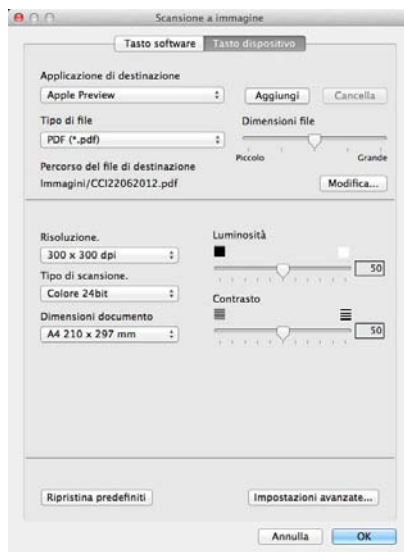 Scansione a immagine
Tasto software Tasto dispositivo
Applicazione di destinazione
Apple Preview Aggiungi Cancella
Tipo di file Dimensioni file
PDF (*.pdf)
Piccolo Grande
Percorso del file di destinazione
Immagini/CCI22062012.pdf Modifica...
Risoluzione. Luminosità
300 x 300 dpi
50
Tipo di scansione.
Colore 24bit
Contrasto
Dimensioni documento
A4 210 x 297 mm 50
Ripristina predefiniti Impostazioni avanzate...
Annulla OK